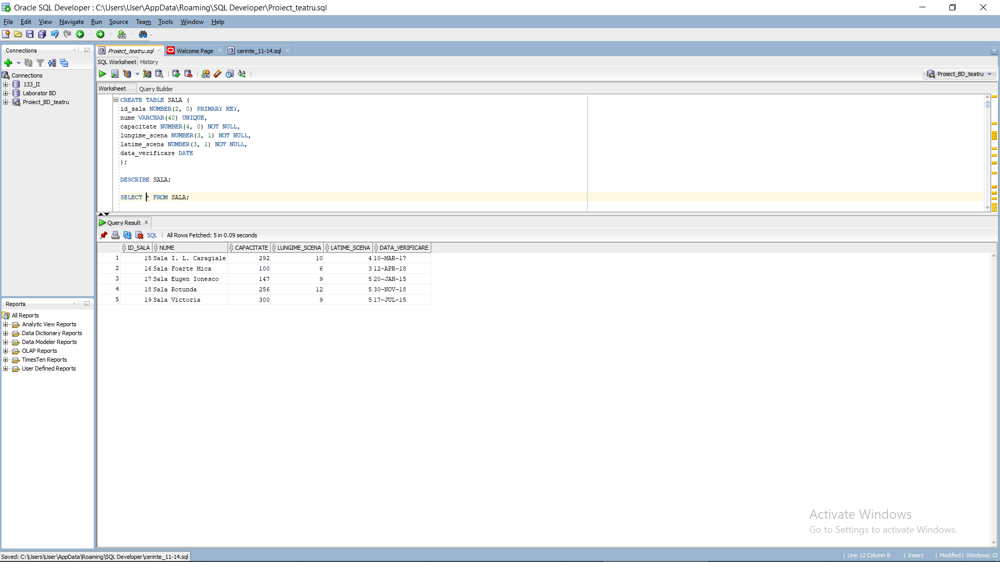 Oracle SQL Developer : C:\Users\User\AppData\Roaming\SQL Developer\Proiect_teatru.sql
File Edit View Navigate Run Source Team Tools Window Help
Connections
Proiect_teatru.sql Welcome Page cerinte_11-14.sql
SQL Worksheet History
Proiect_BD_teatru
Connections
133_II
Laborator BD
Proiect_BD_teatru
Worksheet Query Builder
CREATE TABLE SALA (
id_sala NUMBER(2, 0) PRIMARY KEY,
nume VARCHAR(40) UNIQUE,
capacitate NUMBER(4, 0) NOT NULL,
lungime_scena NUMBER(3, 1) NOT NULL,
latime_scena NUMBER(3, 1) NOT NULL,
data_verificare DATE
);
DESCRIBE SALA;
SELECT * FROM SALA;
Query Result x
SQL | All Rows Fetched: 5 in 0.09 seconds
ID_SALA NUME CAPACITATE LUNGIME_SCENA LATIME_SCENA DATA_VERIFICARE
1 15 Sala I. L. Caragiale 292 10 4 10-MAR-17
2 16 Sala Foarte Mica 100 6 3 12-APR-18
3 17 Sala Eugen Ionesco 147 9 5 20-JAN-15
4 18 Sala Rotunda 256 12 5 30-NOV-18
5 19 Sala Victoria 300 9 5 17-JUL-15
Reports
All Reports
Analytic View Reports
Data Dictionary Reports
Data Modeler Reports
OLAP Reports
TimesTen Reports
User Defined Reports
Activate Windows
Go to Settings to activate Windows.
Saved: C:\Users\User\AppData\Roaming\SQL Developer\cerinte_11-14.sql
| Line 12 Column 8 | Insert | Modified | Windows: CF